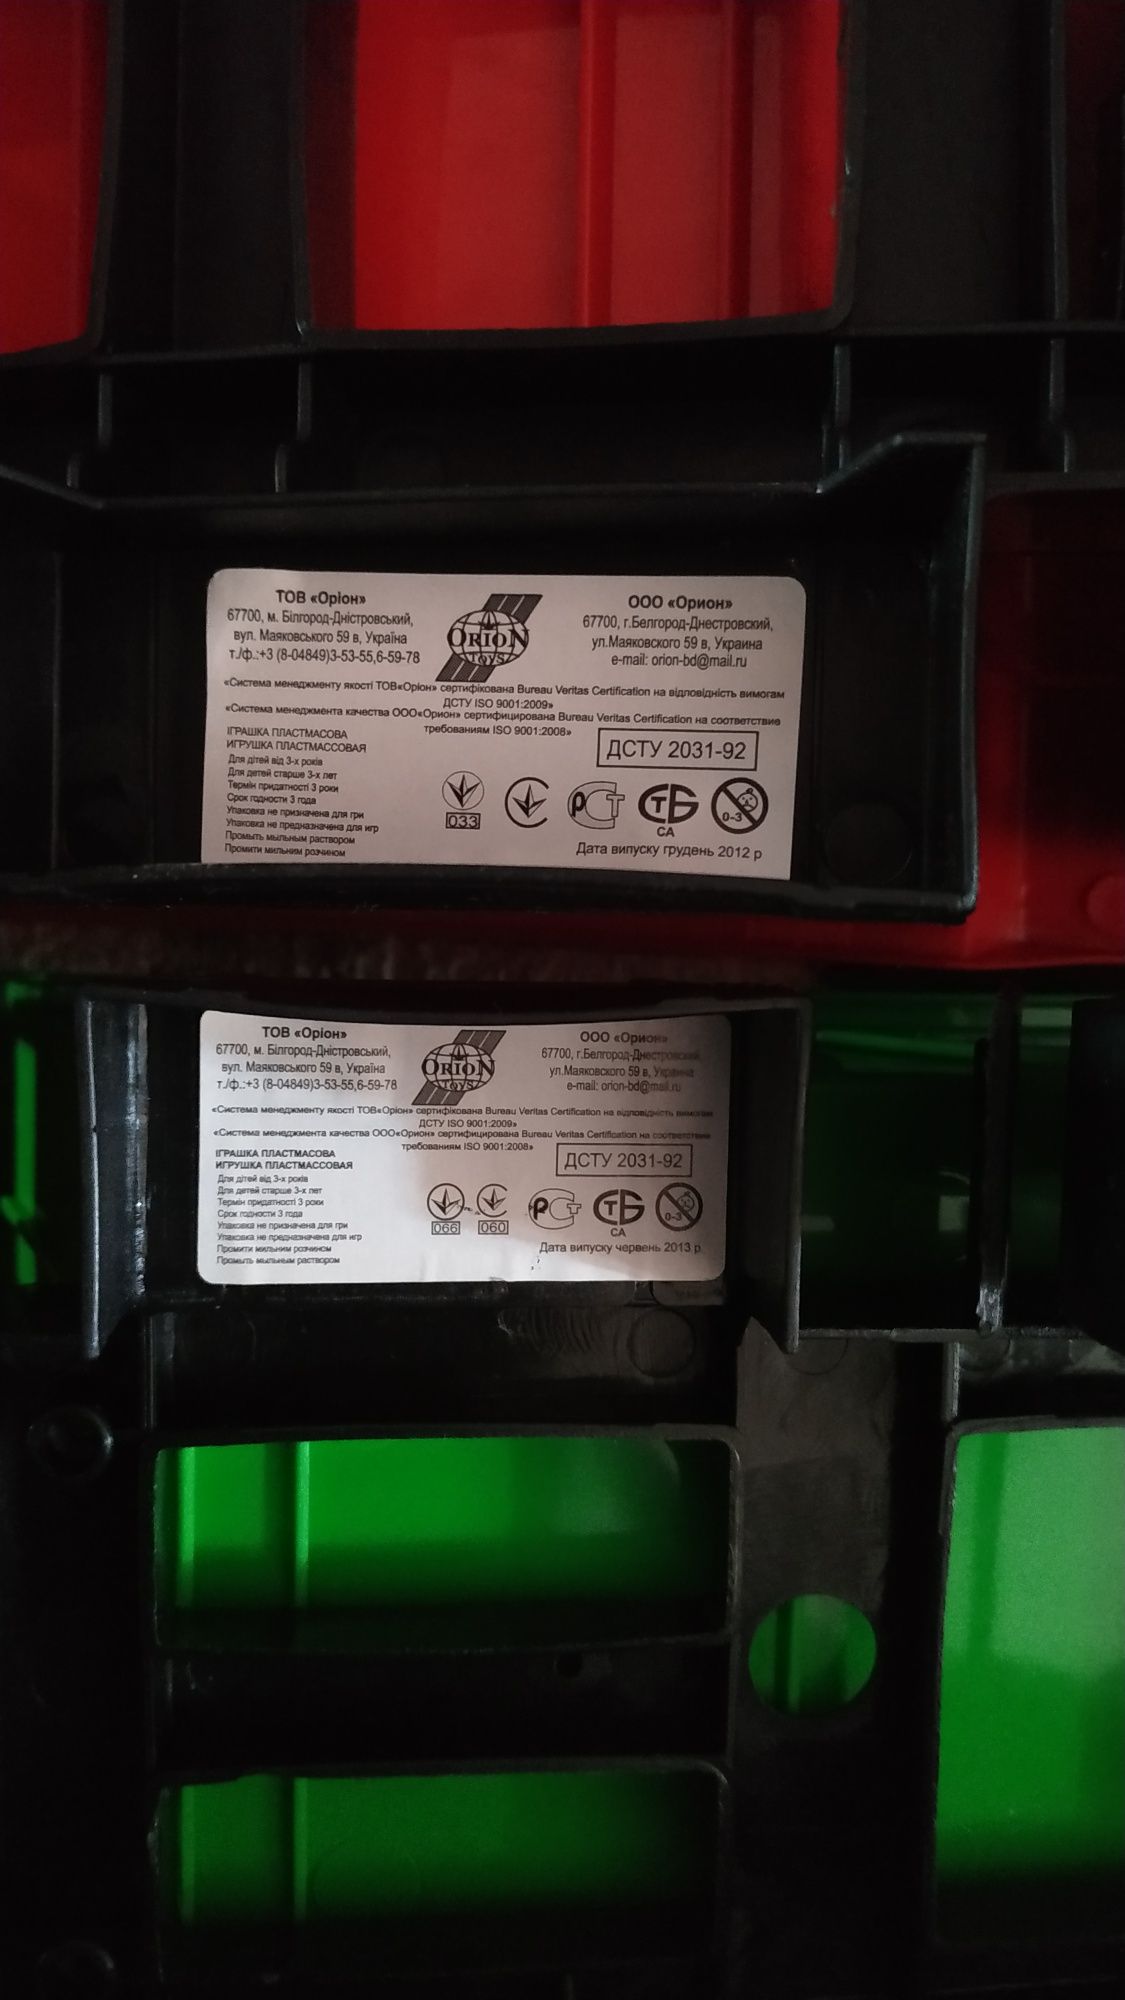 ТОВ «Оріон»
67700, м. Білгород-Дністровський,
вул. Маяковського 59 в, Україна
т./ф.:+3 (8-04849)3-53-55,6-59-78
ORION
TOYS
ООО «Орион»
67700, г.Белгород-Днестровский,
ул.Маяковского 59 в, Украина
e-mail: orion-bd@mail.ru
«Система менеджменту якості ТОВ«Оріон» сертифікована Bureau Veritas Certification на відповідність вимогам
ДСТУ ISO 9001:2009»
«Система менеджмента качества ООО«Орион» сертифицирована Bureau Veritas Certification на соответствие
требованиям ISO 9001:2008»
ІГРАШКА ПЛАСТМАСОВА
ИГРУШКА ПЛАСТМАССОВАЯ
Для дітей від 3-х років
Для детей старше 3-х лет
Термін придатності 3 роки
Срок годности 3 года
Упаковка не призначена для гри
Упаковка не предназначена для игр
Промыть мыльным раствором
Промити мильним розчином
ДСТУ 2031-92
033
РСТ
СТБ
СА
0-3
Дата випуску грудень 2012 р
ТОВ «Оріон»
67700, м. Білгород-Дністровський,
вул. Маяковського 59 в, Україна
т./ф.:+3 (8-04849)3-53-55,6-59-78
ORION
TOYS
ООО «Орион»
67700, г.Белгород-Днестровский,
ул.Маяковского 59 в, Украина
e-mail: orion-bd@mail.ru
«Система менеджменту якості ТОВ«Оріон» сертифікована Bureau Veritas Certification на відповідність вимогам
ДСТУ ISO 9001:2009»
«Система менеджмента качества ООО«Орион» сертифицирована Bureau Veritas Certification на соответствие
требованиям ISO 9001:2008»
ІГРАШКА ПЛАСТМАСОВА
ИГРУШКА ПЛАСТМАССОВАЯ
Для дітей від 3-х років
Для детей старше 3-х лет
Термін придатності 3 роки
Срок годности 3 года
Упаковка не призначена для гри
Упаковка не предназначена для игр
Промити мильним розчином
Промыть мыльным раствором
ДСТУ 2031-92
066
060
РСТ
СТБ
СА
0-3
Дата випуску червень 2013 р